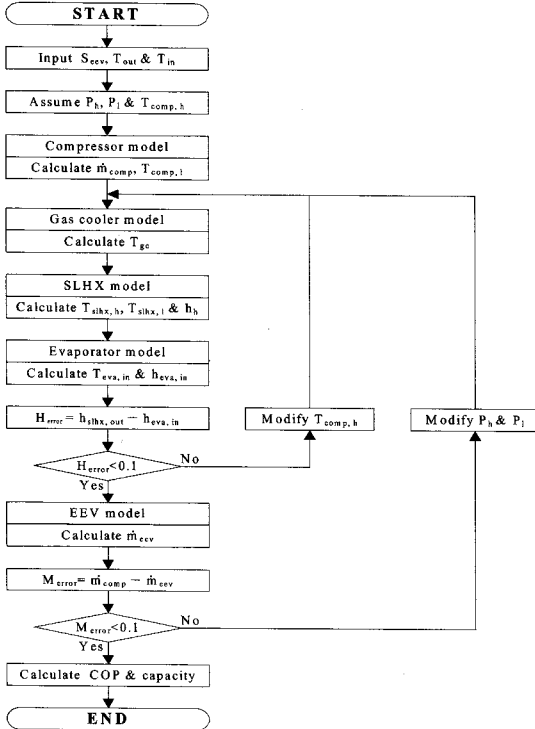 START
Input S_eev, T_out & T_in
Assume P_h, P_l & T_comp,h
Compressor model
Calculate ṁ_comp, T_comp,l
Gas cooler model
Calculate T_gc
SLHX model
Calculate T_slhx,h, T_slhx,l & h_h
Evaporator model
Calculate T_eva,in & h_eva,in
H_error = h_slhx,out − h_eva,in
Modify T_comp,h
Modify P_h & P_l
H_error<0.1
No
Yes
EEV model
Calculate ṁ_eev
M_error= ṁ_comp − ṁ_eev
M_error<0.1
No
Yes
Calculate COP & capacity
END